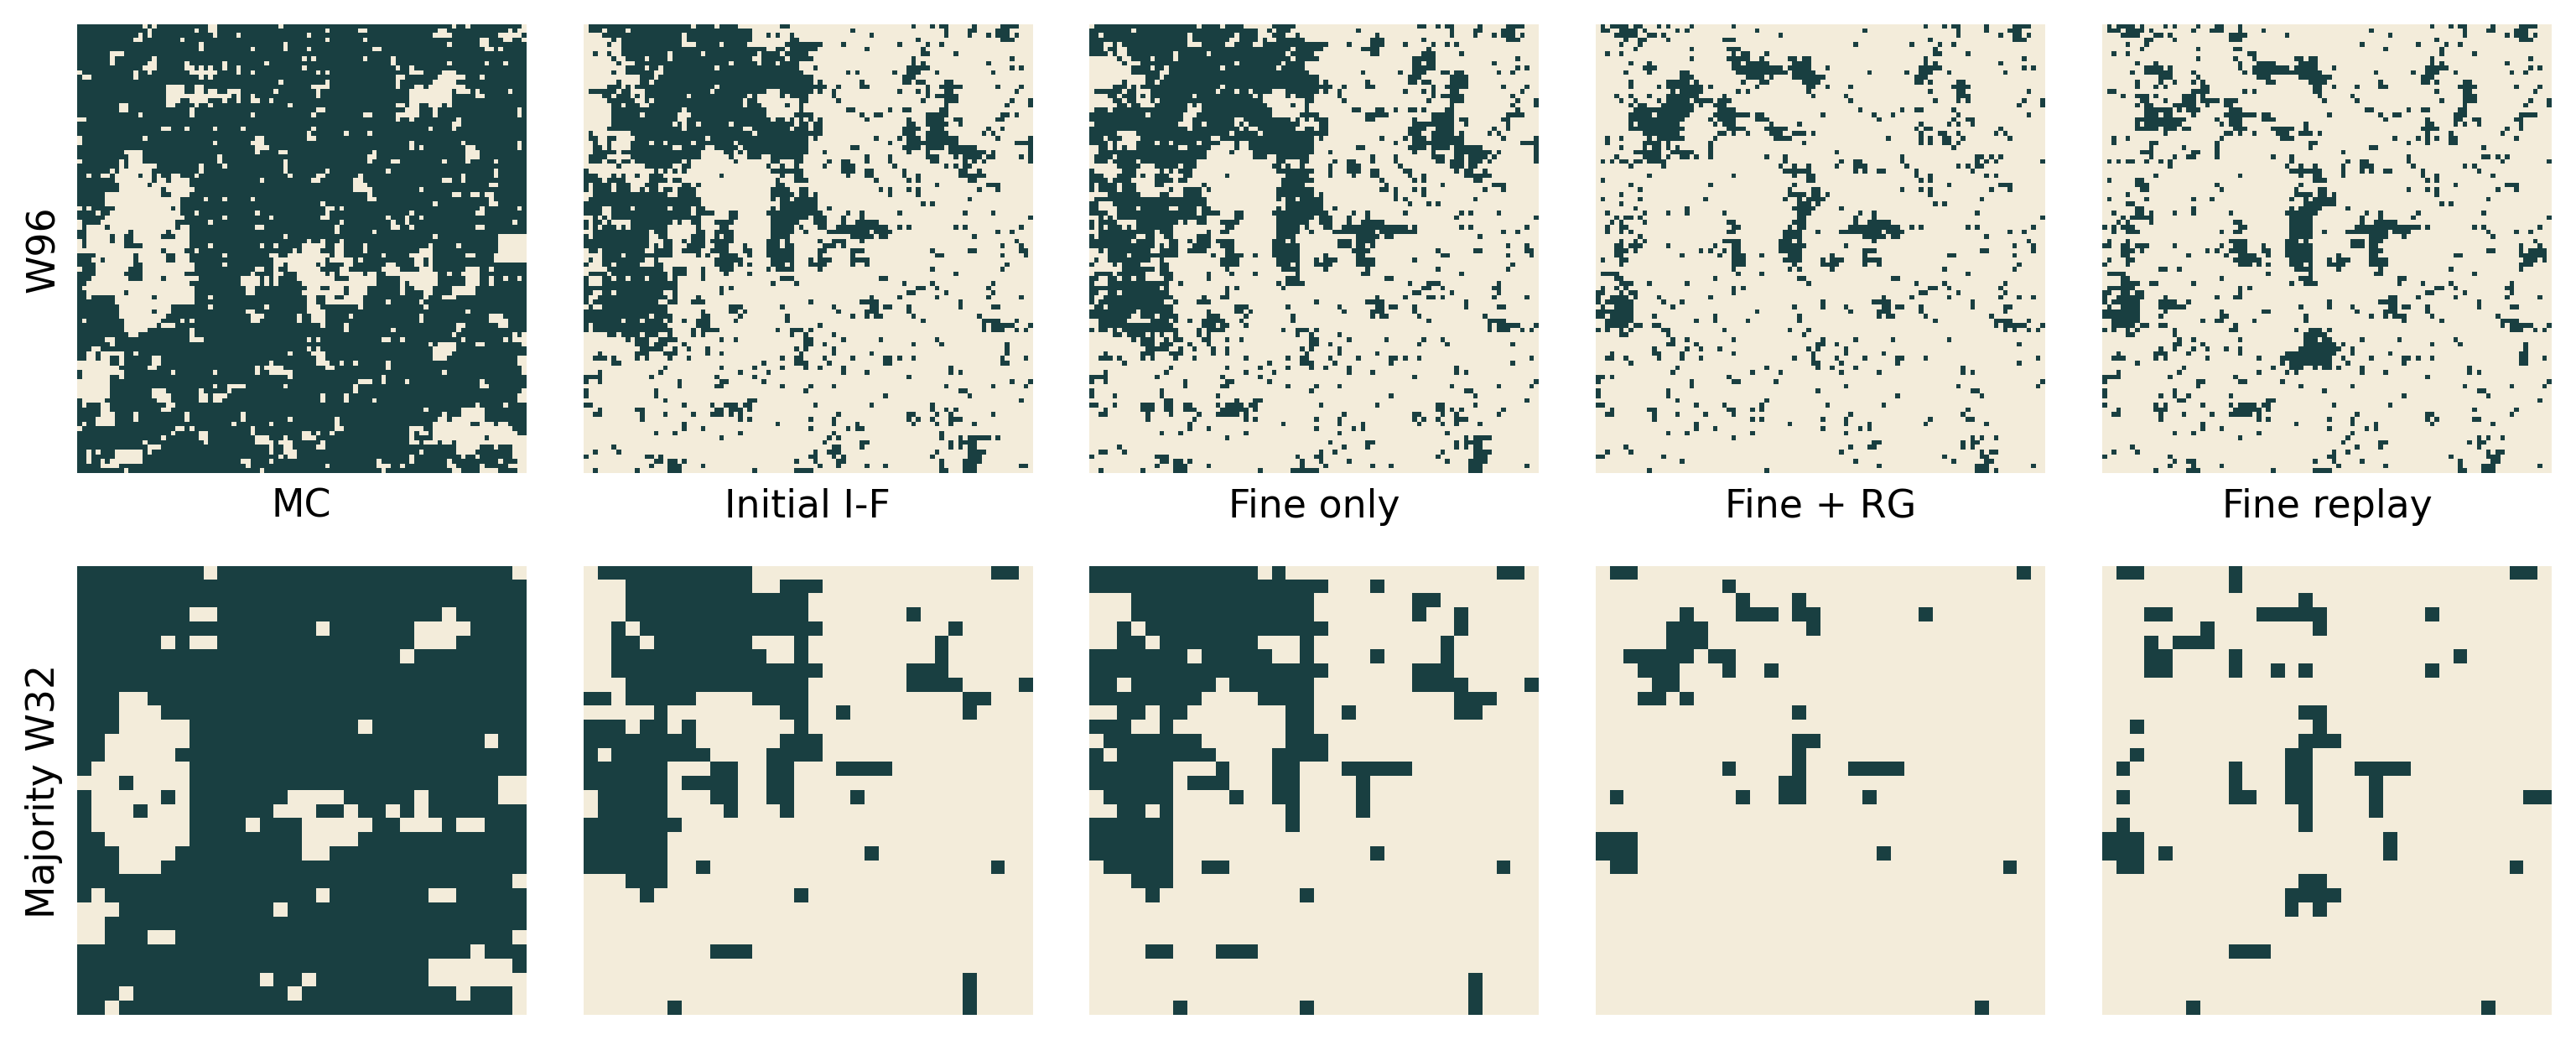 W96
MC
Initial I-F
Fine only
Fine + RG
Fine replay
Majority W32